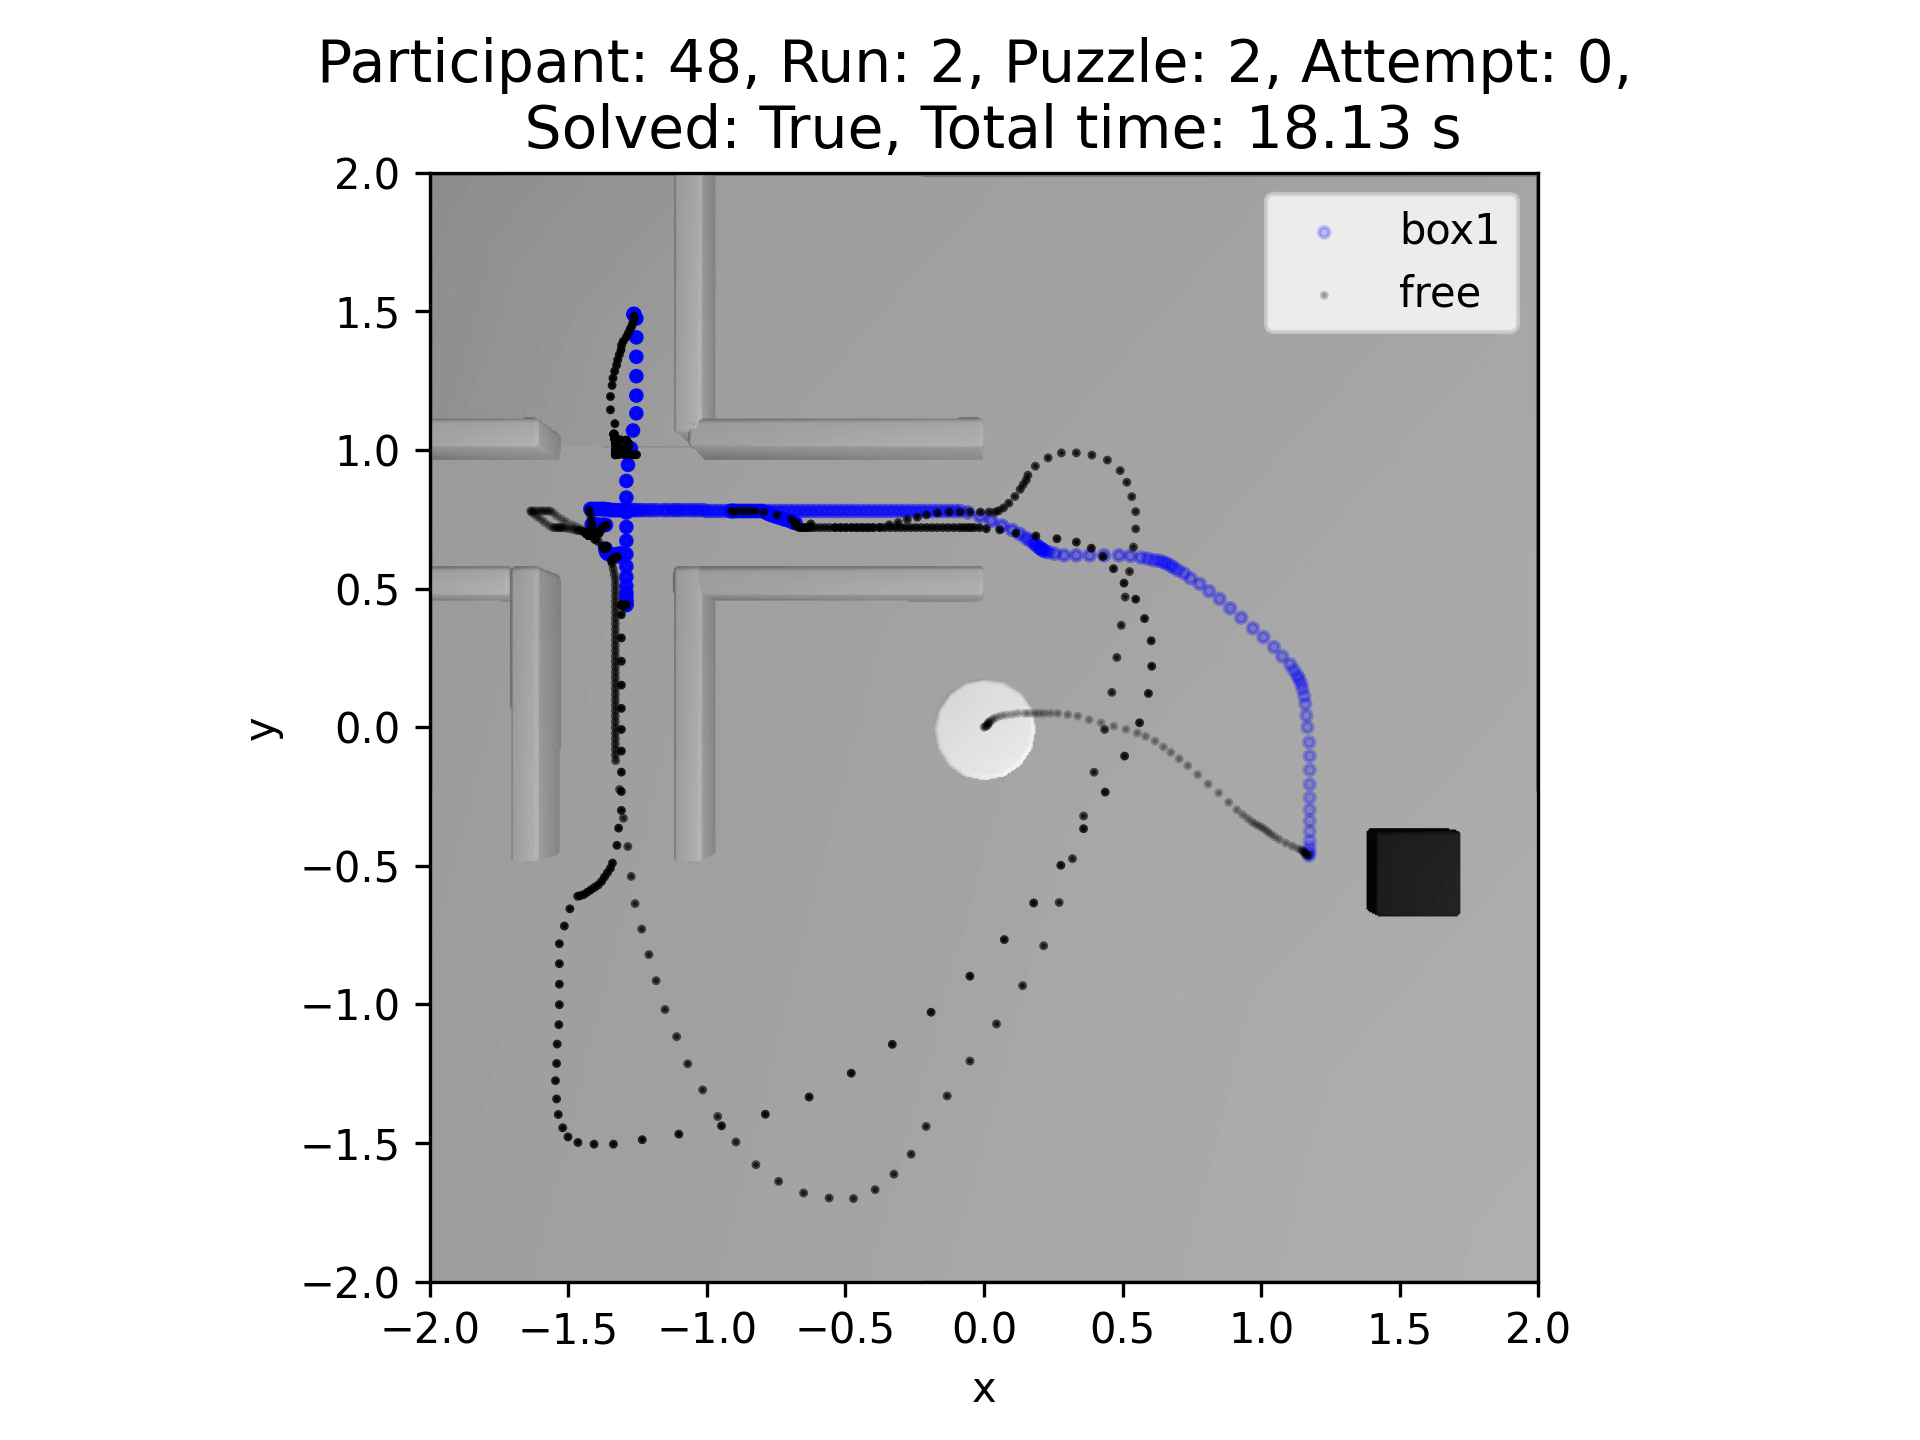 Participant: 48, Run: 2, Puzzle: 2, Attempt: 0,
Solved: True, Total time: 18.13 s
box1
free
2.0
1.5
1.0
0.5
0.0
−0.5
−1.0
−1.5
−2.0
y
−2.0 −1.5 −1.0 −0.5 0.0 0.5 1.0 1.5 2.0
x